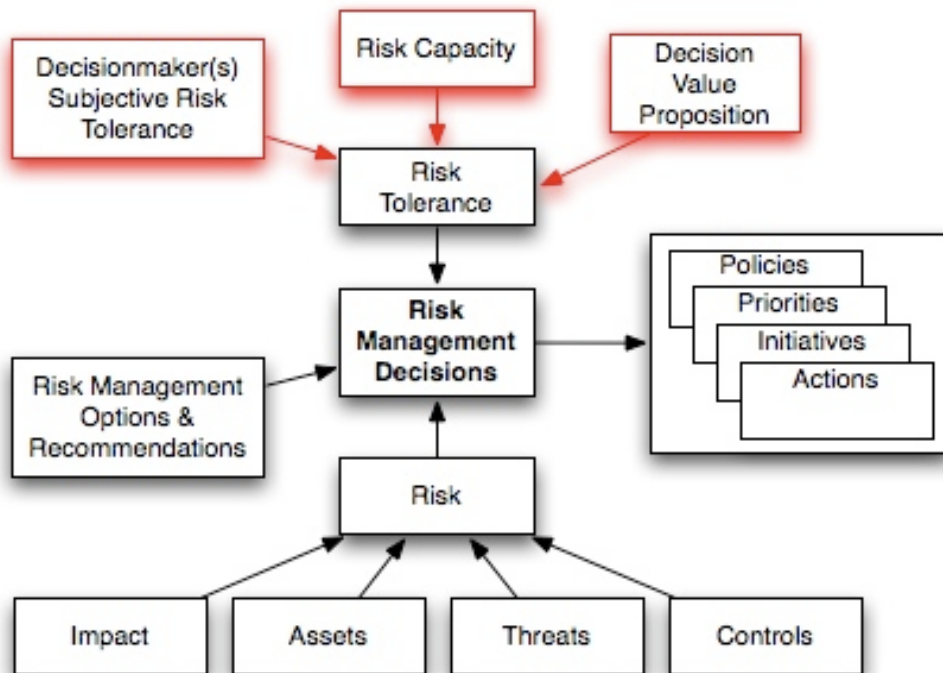 Decisionmaker(s)
Subjective Risk
Tolerance
Risk Capacity
Decision
Value
Proposition
Risk
Tolerance
Risk
Management
Decisions
Policies
Priorities
Initiatives
Actions
Risk Management
Options &
Recommendations
Risk
Impact
Assets
Threats
Controls